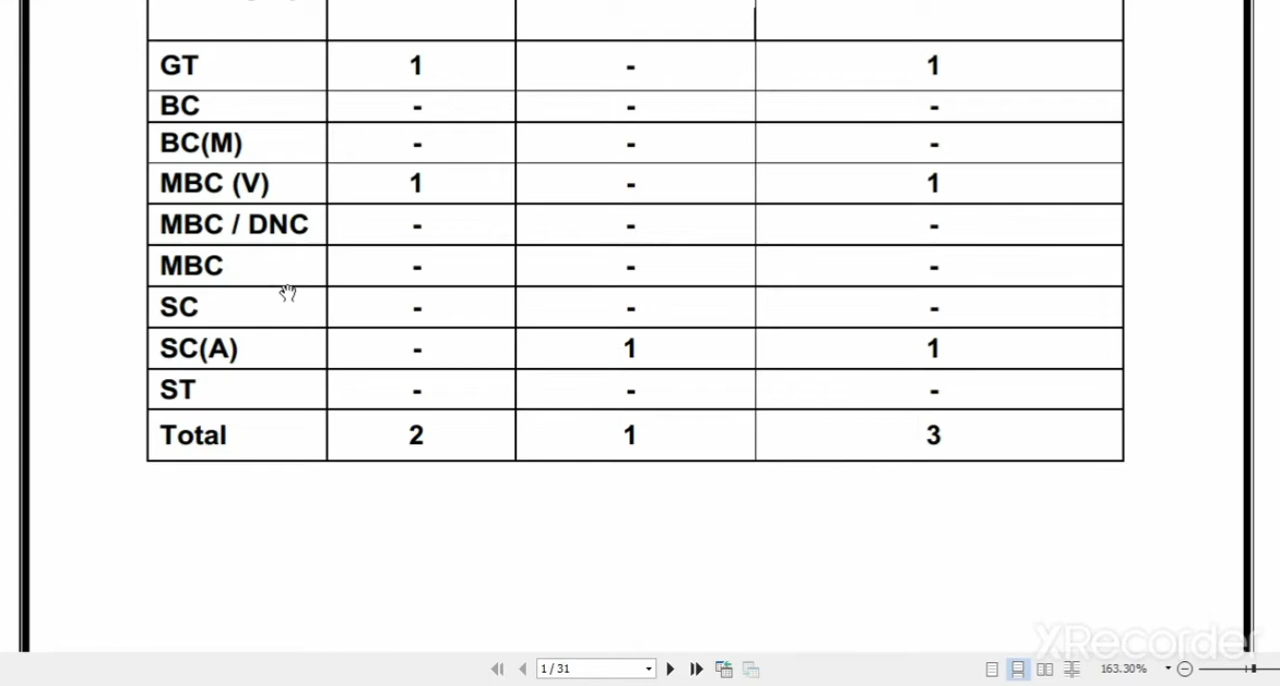 GT 1 - 1
BC - - -
BC(M) - - -
MBC (V) 1 - 1
MBC / DNC - - -
MBC - - -
SC - - -
SC(A) - 1 1
ST - - -
Total 2 1 3
XRecorder
1 / 31 163.30%